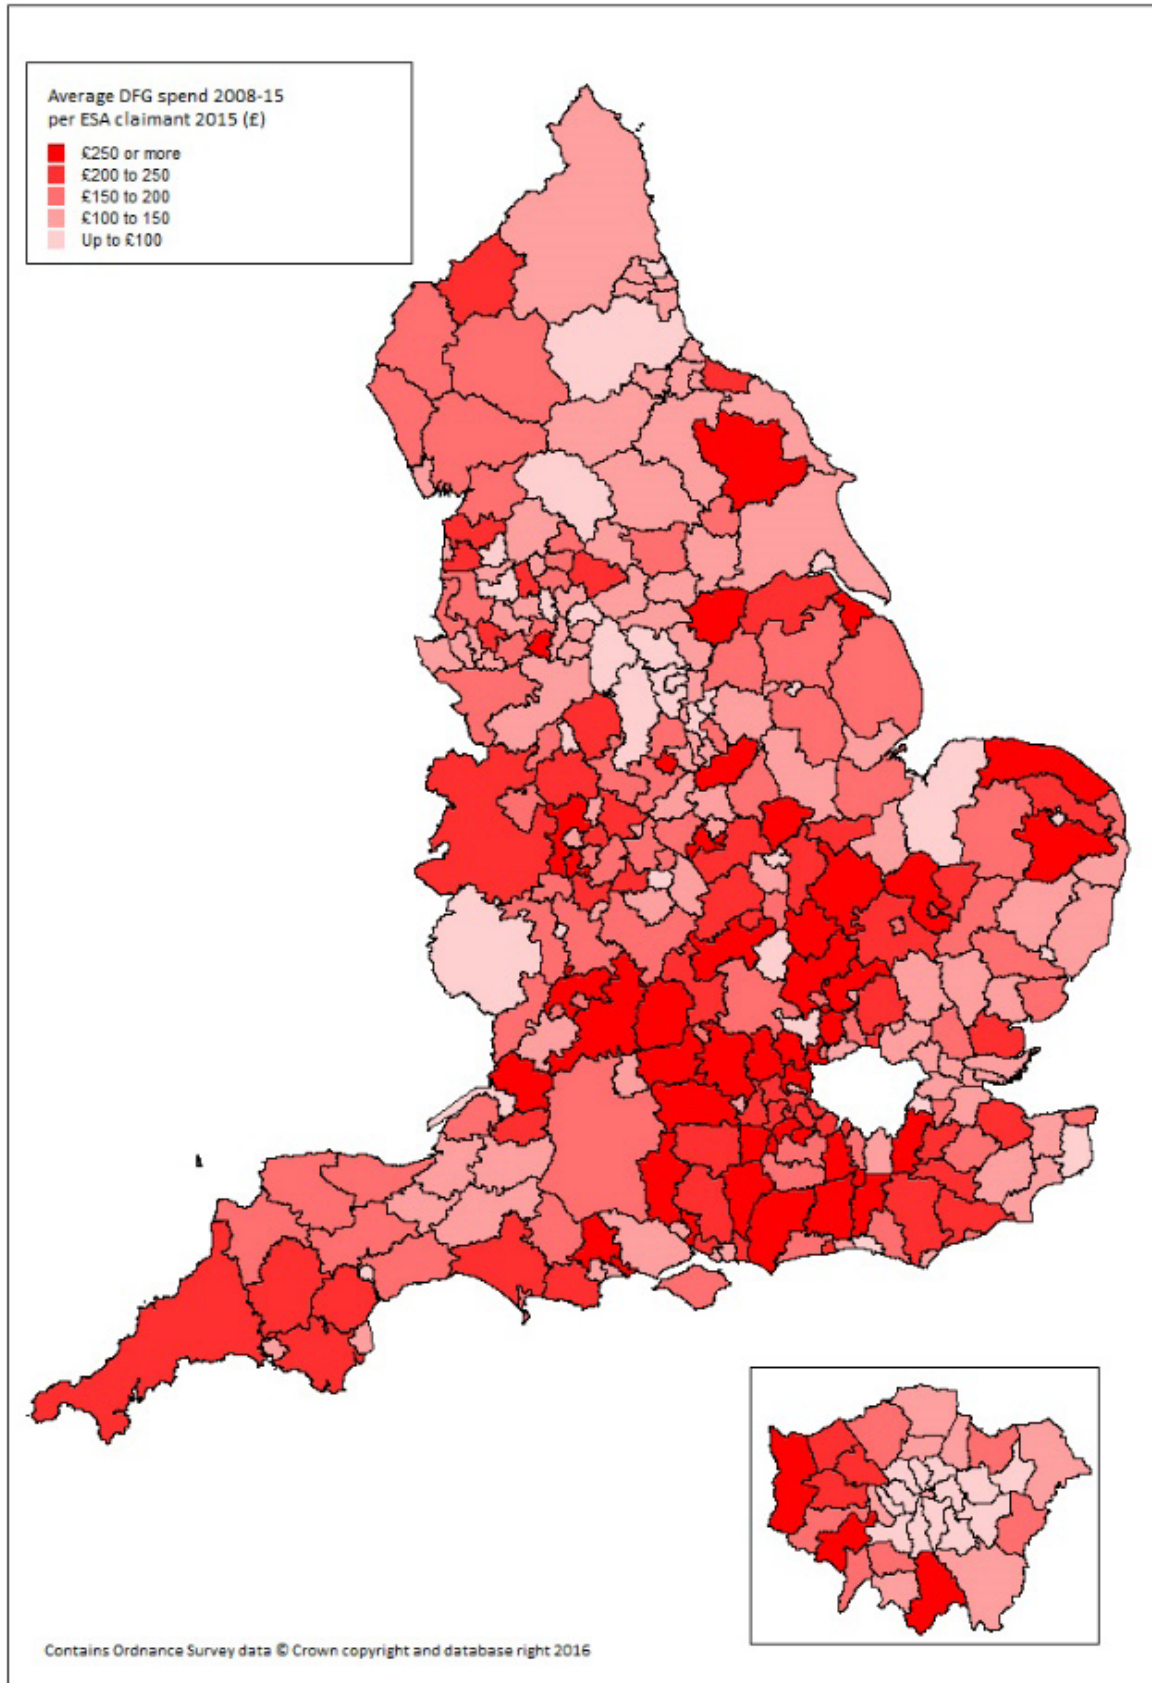 Average DFG spend 2008-15
per ESA claimant 2015 (£)
£250 or more
£200 to 250
£150 to 200
£100 to 150
Up to £100
Contains Ordnance Survey data © Crown copyright and database right 2016